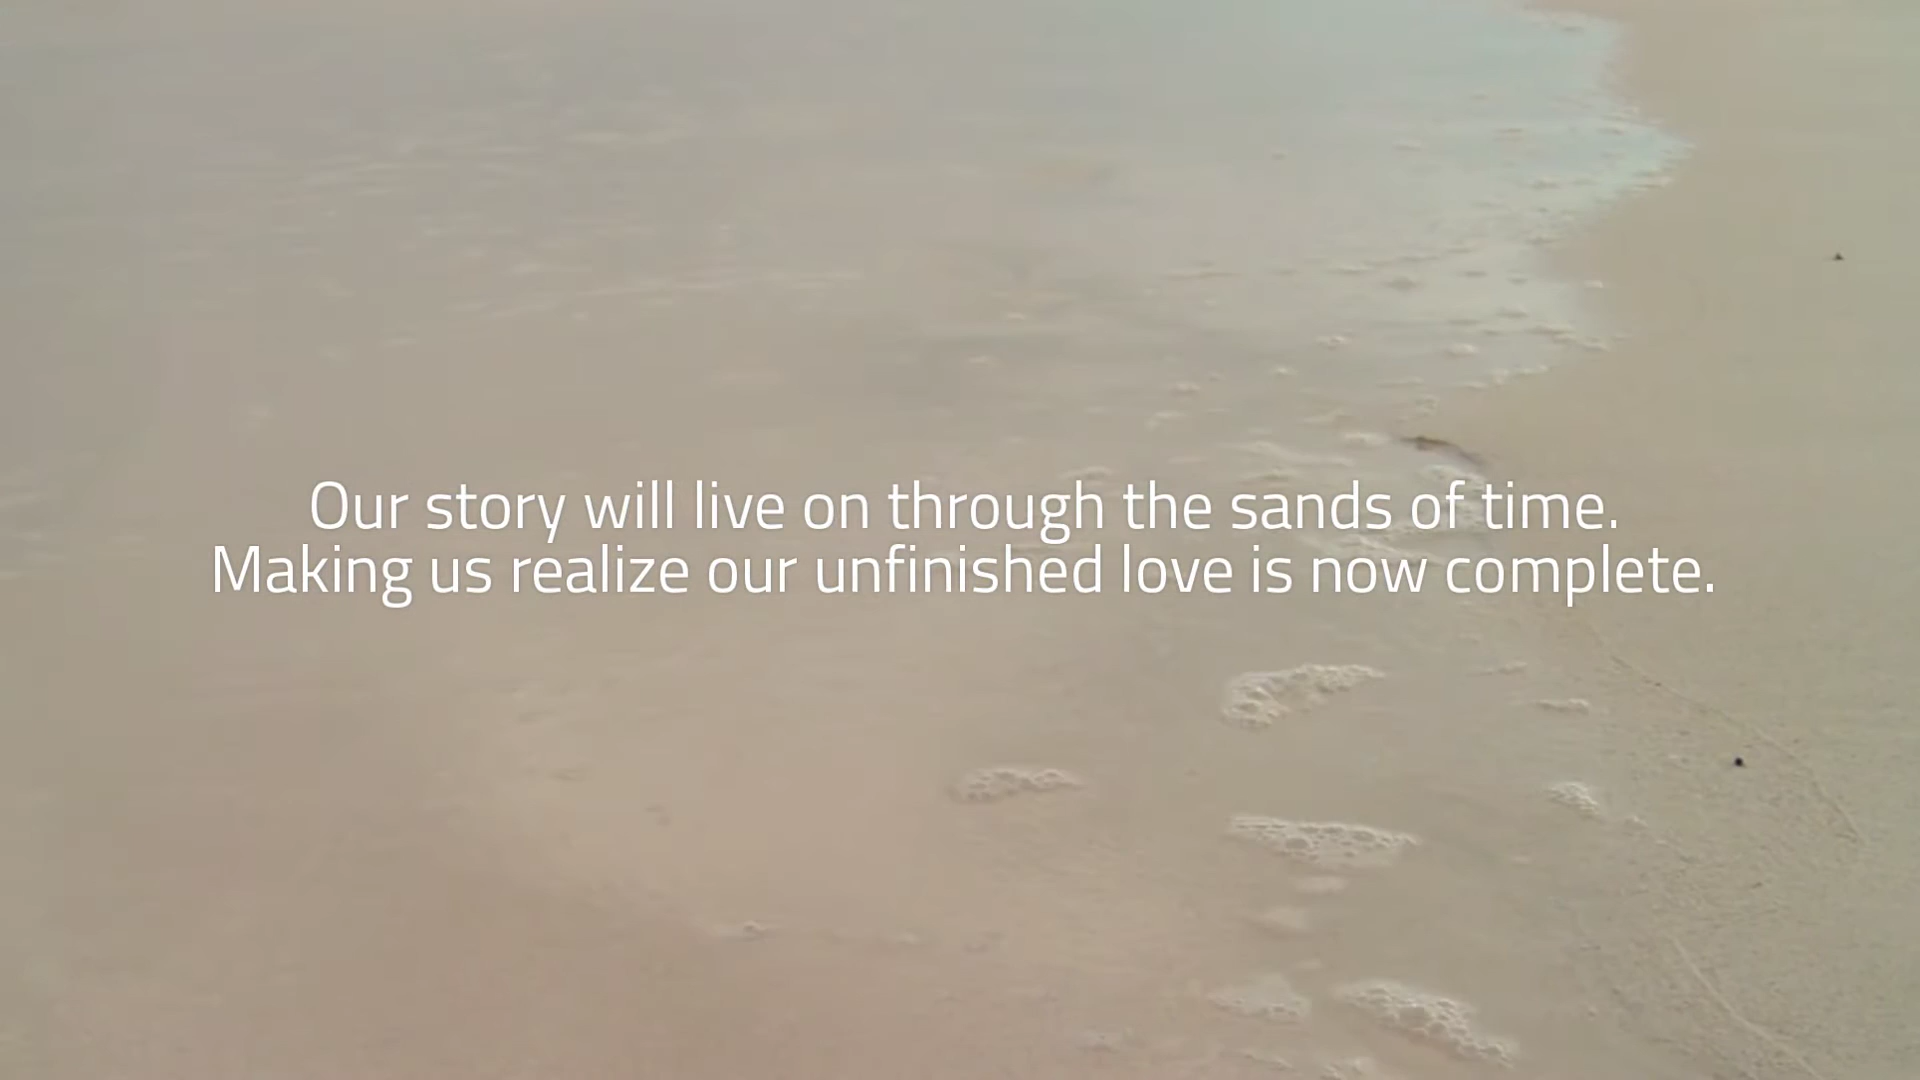 Our story will live on through the sands of time.
Making us realize our unfinished love is now complete.